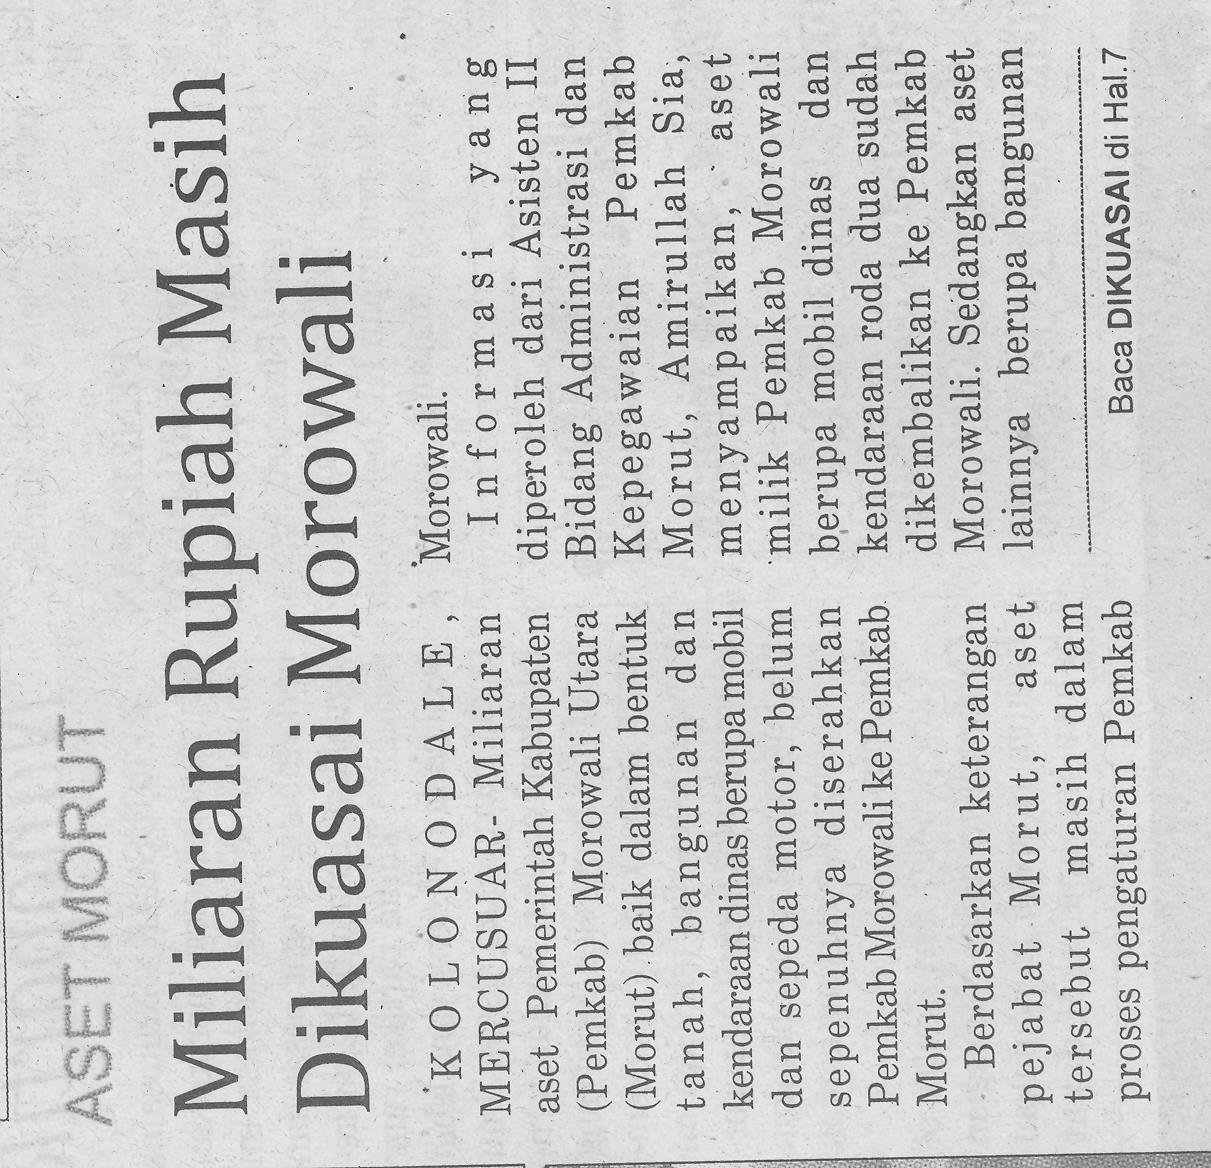 ASET MORUT
Miliaran Rupiah Masih
Dikuasai Morowali
KOLONODALE,
MERCUSUAR- Miliaran
aset Pemerintah Kabupaten
(Pemkab) Morowali Utara
(Morut) baik dalam bentuk
tanah, bangunan dan
kendaraan dinas berupa mobil
dan sepeda motor, belum
sepenuhnya diserahkan
Pemkab Morowali ke Pemkab
Morut.
Berdasarkan keterangan
pejabat Morut, aset
tersebut masih dalam
proses pengaturan Pemkab
Morowali.
Informasi yang
diperoleh dari Asisten II
Bidang Administrasi dan
Kepegawaian Pemkab
Morut, Amirullah Sia,
menyampaikan, aset
milik Pemkab Morowali
berupa mobil dinas dan
kendaraan roda dua sudah
dikembalikan ke Pemkab
Morowali. Sedangkan aset
lainnya berupa bangunan
Baca DIKUASAI di Hal.7